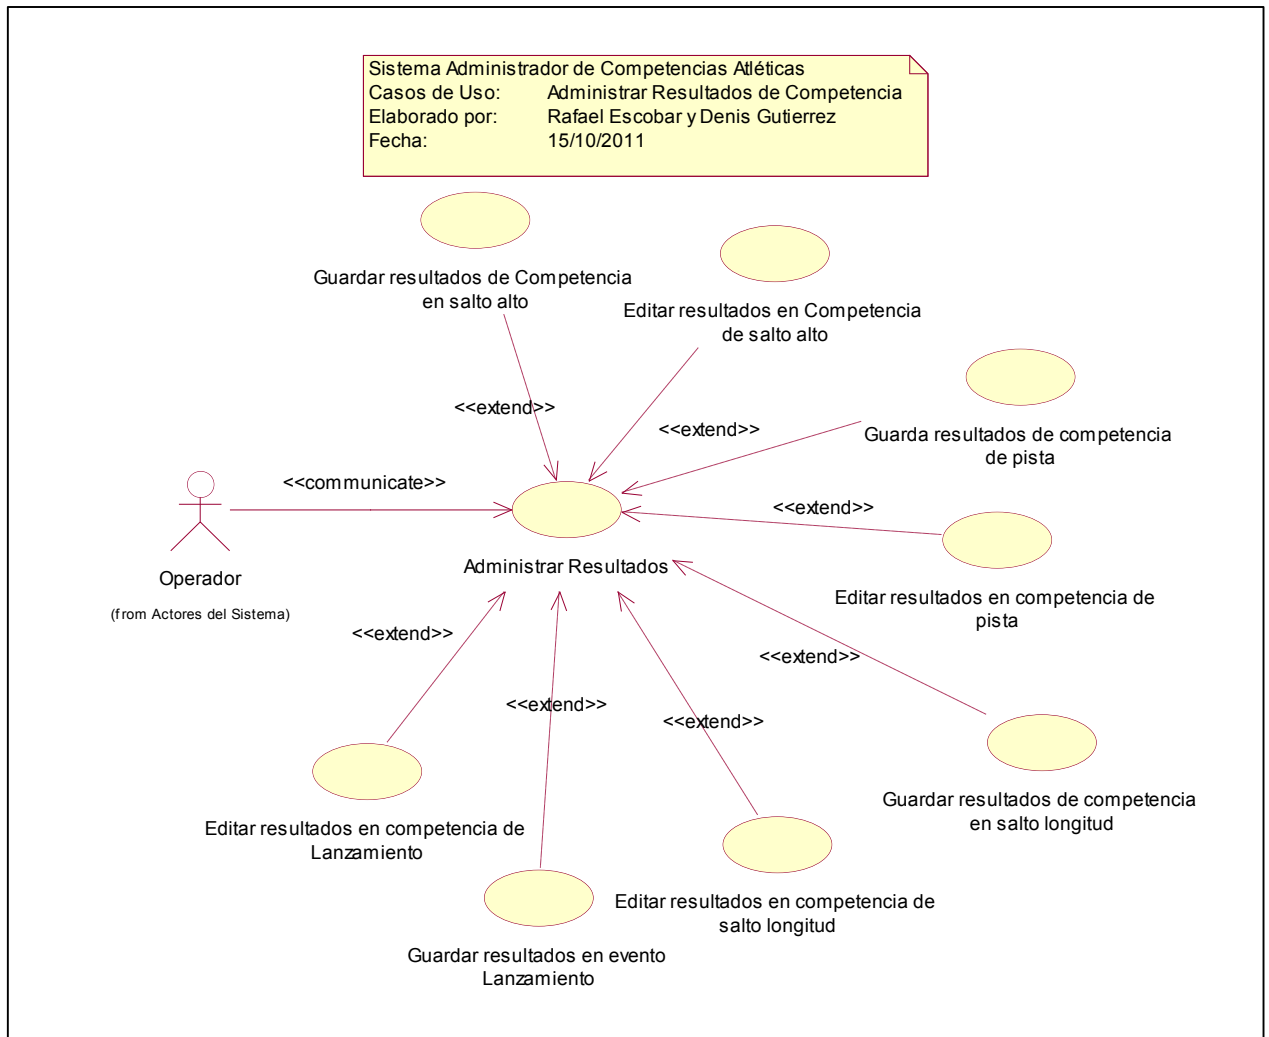 Sistema Administrador de Competencias Atléticas
Casos de Uso: Administrar Resultados de Competencia
Elaborado por: Rafael Escobar y Denis Gutierrez
Fecha: 15/10/2011
Guardar resultados de Competencia
en salto alto
Editar resultados en Competencia
de salto alto
<<extend>>
<<extend>>
Guarda resultados de competencia
de pista
<<communicate>>
<<extend>>
Administrar Resultados
Operador
(from Actores del Sistema)
Editar resultados en competencia de
pista
<<extend>>
<<extend>>
<<extend>>
<<extend>>
Guardar resultados de competencia
en salto longitud
Editar resultados en competencia de
Lanzamiento
Editar resultados en competencia de
salto longitud
Guardar resultados en evento
Lanzamiento